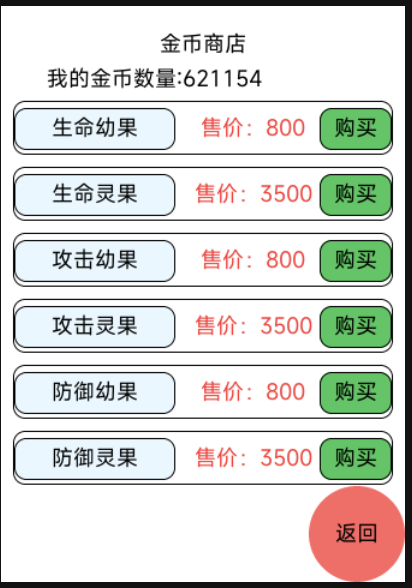 金币商店
我的金币数量:621154
生命幼果 售价：800 购买
生命灵果 售价：3500 购买
攻击幼果 售价：800 购买
攻击灵果 售价：3500 购买
防御幼果 售价：800 购买
防御灵果 售价：3500 购买
返回